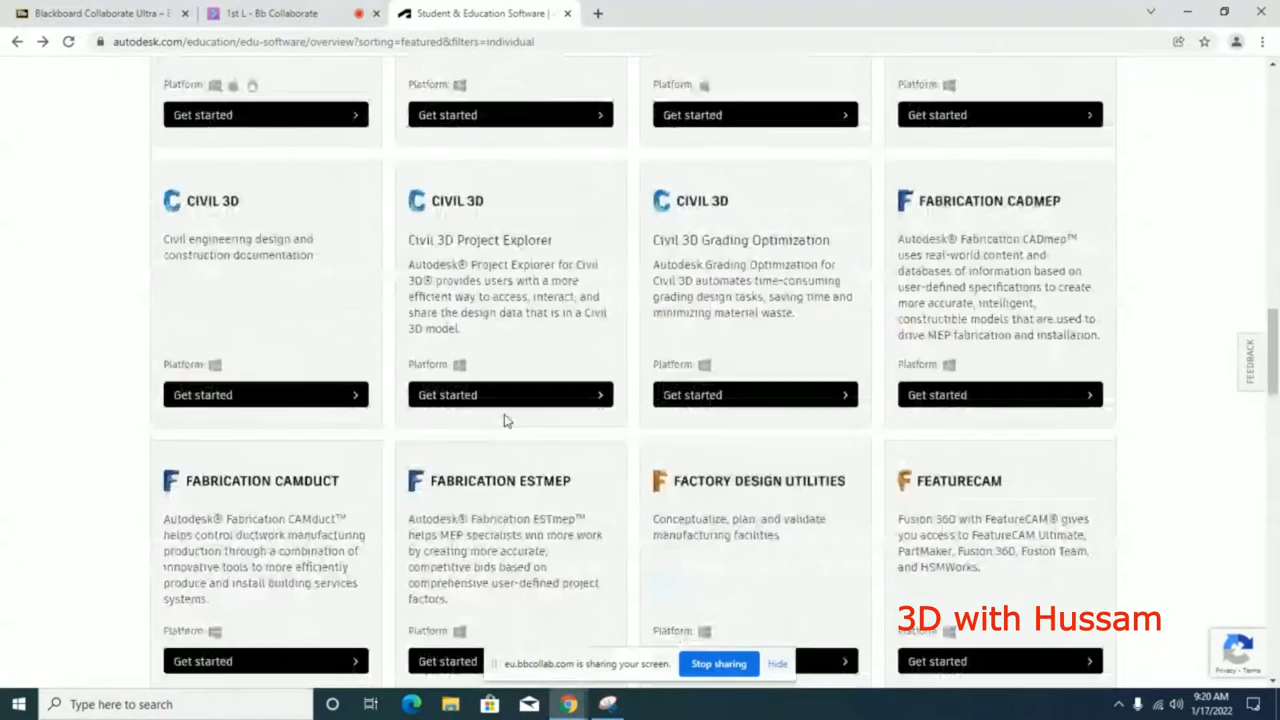 Blackboard Collaborate Ultra – E
1st L - Bb Collaborate
Student & Education Software |
autodesk.com/education/edu-software/overview?sorting=featured&filters=individual
Platform:
Platform:
Platform:
Platform:
Get started
Get started
Get started
Get started
CIVIL 3D
Civil engineering design and
construction documentation
Platform:
Get started
CIVIL 3D
Civil 3D Project Explorer
Autodesk® Project Explorer for Civil
3D® provides users with a more
efficient way to access, interact, and
share the design data that is in a Civil
3D model.
Platform:
Get started
CIVIL 3D
Civil 3D Grading Optimization
Autodesk Grading Optimization for
Civil 3D automates time-consuming
grading design tasks, saving time and
minimizing material waste.
Platform:
Get started
FABRICATION CADMEP
Autodesk® Fabrication CADmep™
uses real-world content and
databases of information based on
user-defined specifications to create
more accurate, intelligent,
constructible models that are used to
drive MEP fabrication and installation.
Platform:
Get started
FEEDBACK
FABRICATION CAMDUCT
Autodesk® Fabrication CAMduct™
helps control ductwork manufacturing
production through a combination of
innovative tools to more efficiently
produce and install building services
systems.
Platform:
Get started
FABRICATION ESTMEP
Autodesk® Fabrication ESTmep™
helps MEP specialists win more work
by creating more accurate,
competitive bids based on
comprehensive user-defined project
factors.
Platform:
Get started
FACTORY DESIGN UTILITIES
Conceptualize, plan, and validate
manufacturing facilities
Platform:
FEATURECAM
Fusion 360 with FeatureCAM® gives
you access to FeatureCAM Ultimate,
PartMaker, Fusion 360, Fusion Team,
and HSMWorks.
Platform:
Get started
3D with Hussam
eu.bbcollab.com is sharing your screen.
Stop sharing
Hide
Privacy - Terms
Type here to search
9:20 AM
1/17/2022